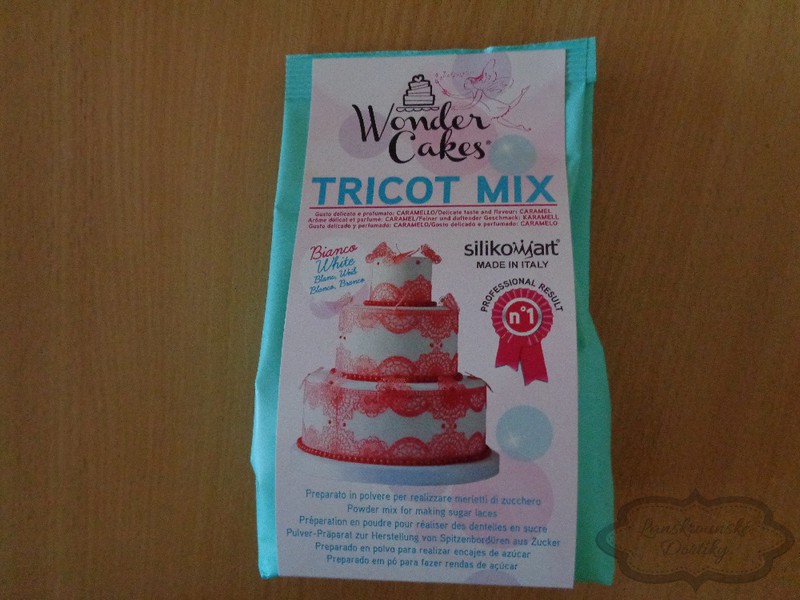 Wonder
Cakes®
TRICOT MIX
Gusto delicato e profumato: CARAMELLO/Delicate taste and flavour: CARAMEL
Arôme délicat et parfumé: CARAMEL/Feiner und duftender Geschmack: KARAMELL
Gusto delicado y perfumado: CARAMELO/Gosto delicado e perfumado: CARAMELO
Bianco
White
Blanc, Weiß
Blanco, Branco
silikomart®
MADE IN ITALY
PROFESSIONAL RESULT
n°1
Preparato in polvere per realizzare merletti di zucchero
Powder mix for making sugar laces
Préparation en poudre pour réaliser des dentelles en sucre
Pulver-Präparat zur Herstellung von Spitzenbordüren aus Zucker
Preparado en polvo para realizar encajes de azúcar
Preparado em pó para fazer rendas de açúcar
Dortíky